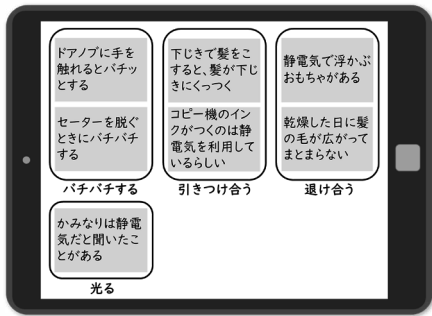 ドアノブに手を
触れるとバチッ
とする
セーターを脱ぐ
ときにバチバチ
する
バチバチする
下じきで髪をこ
すると、髪が下じ
きにくっつく
コピー機のイン
クがつくのは静
電気を利用して
いるらしい
引きつけ合う
静電気で浮かぶ
おもちゃがある
乾燥した日に髪
の毛が広がって
まとまらない
退け合う
かみなりは静電
気だと聞いたこ
とがある
光る